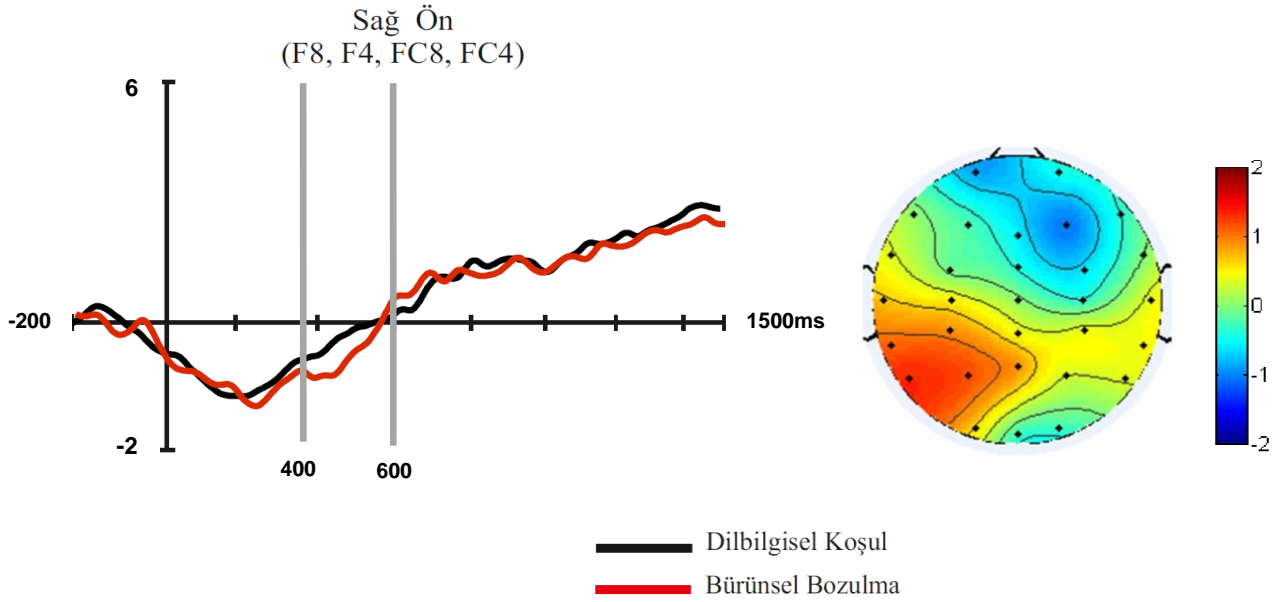 Sağ Ön
(F8, F4, FC8, FC4)
6
-200
1500ms
-2
400
600
2
1
0
-1
-2
Dilbilgisel Koşul
Bürünsel Bozulma